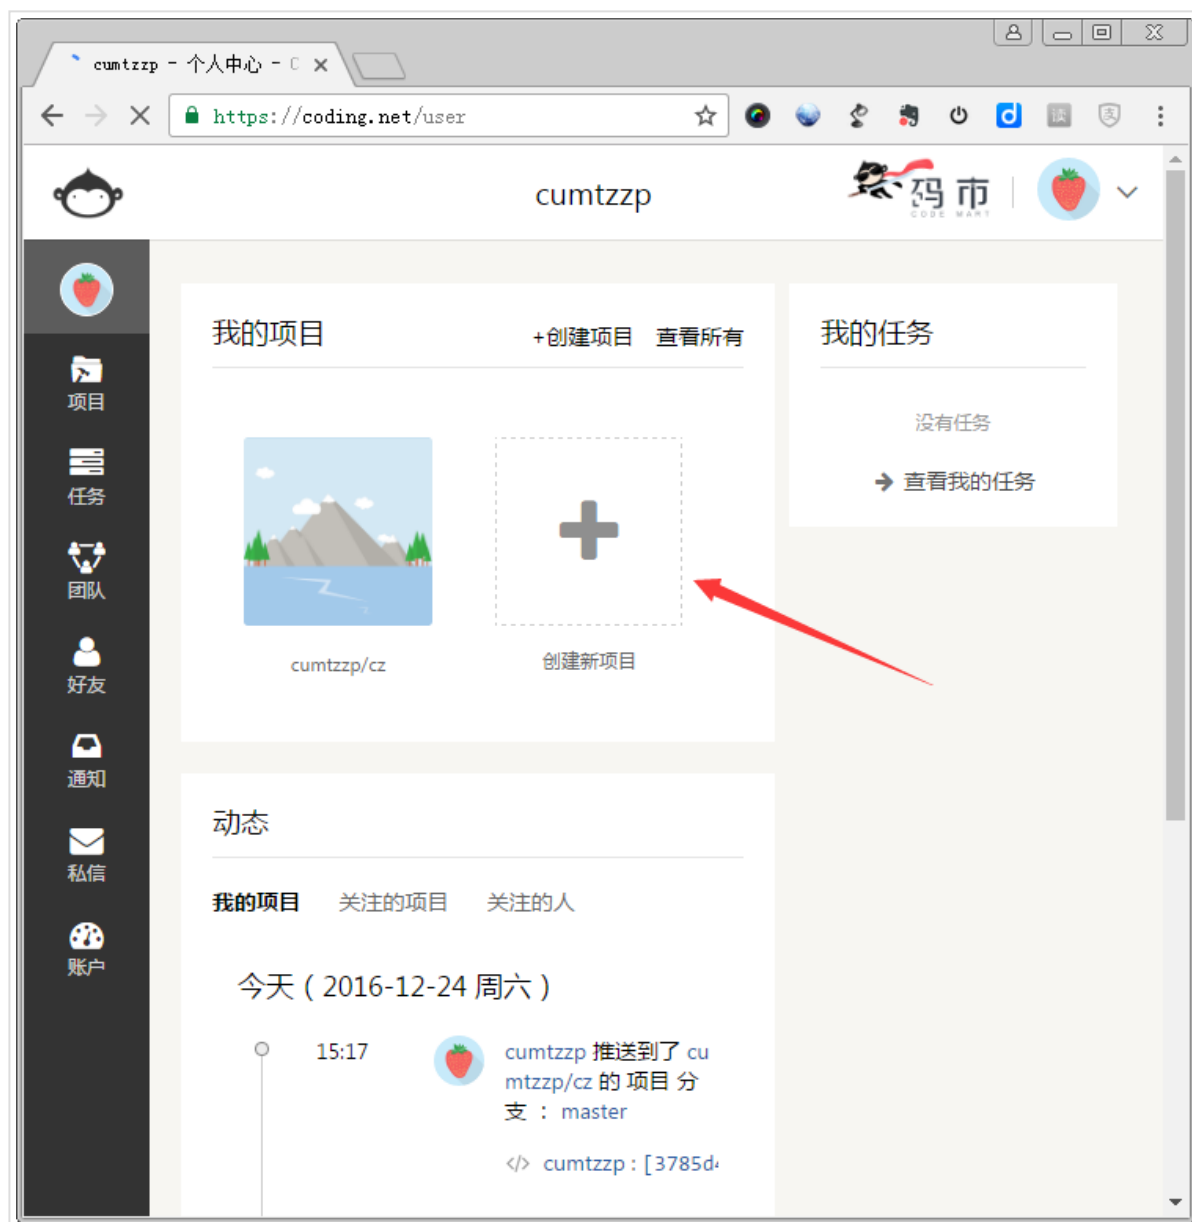 cumtzzp - 个人中心 - C
https://coding.net/user
读
支
cumtzzp
码市
CODE MART
我的项目
+创建项目 查看所有
我的任务
项目
没有任务
任务
查看我的任务
团队
cumtzzp/cz
创建新项目
好友
通知
动态
私信
我的项目 关注的项目 关注的人
账户
今天 ( 2016-12-24 周六 )
15:17
cumtzzp 推送到了 cu
mtzzp/cz 的 项目 分
支 : master
</> cumtzzp : [3785d